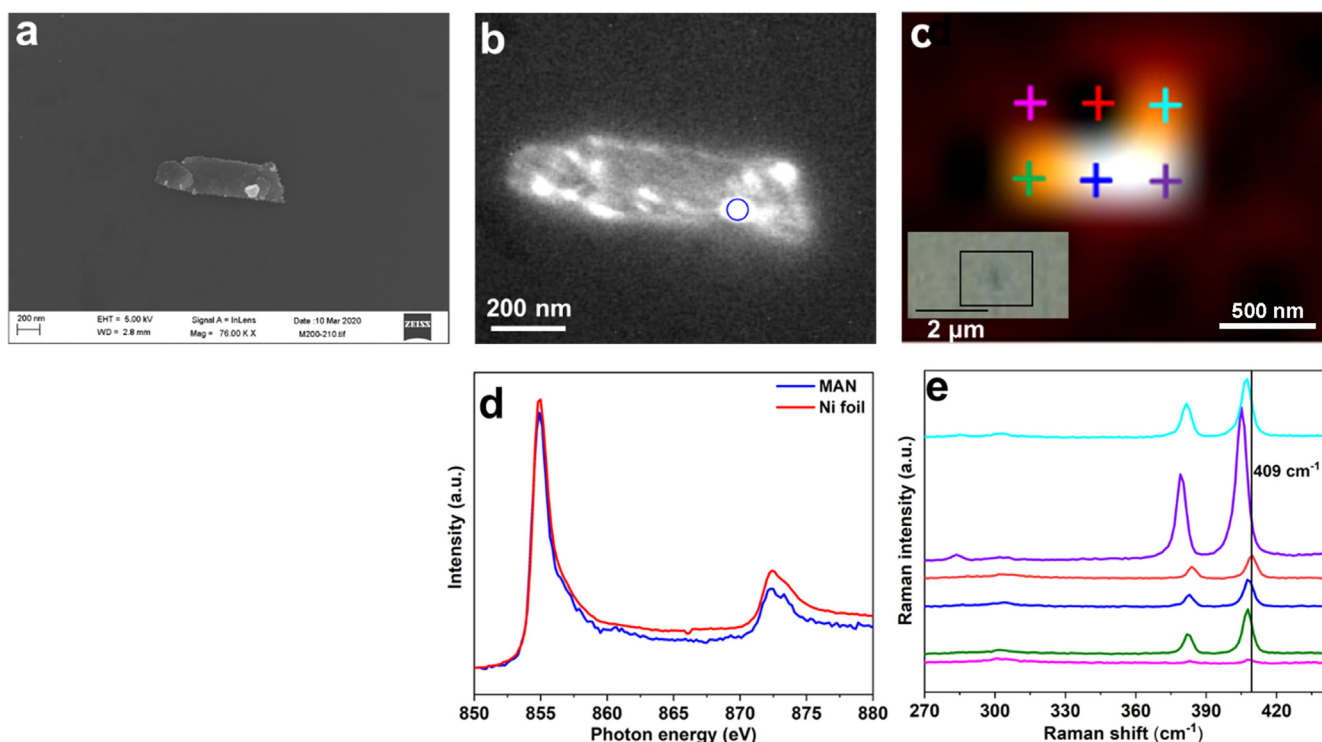 a
200 nm
EHT = 5.00 kV
WD = 2.8 mm
Signal A = InLens
Mag = 76.00 K X
Date :10 Mar 2020
M200-210.tif
ZEISS
b
200 nm
c
d
2 µm
500 nm
d
MAN
Ni foil
Intensity (a.u.)
850 855 860 865 870 875 880
Photon energy (eV)
e
409 cm⁻¹
Raman intensity (a.u.)
270 300 330 360 390 420
Raman shift (cm⁻¹)